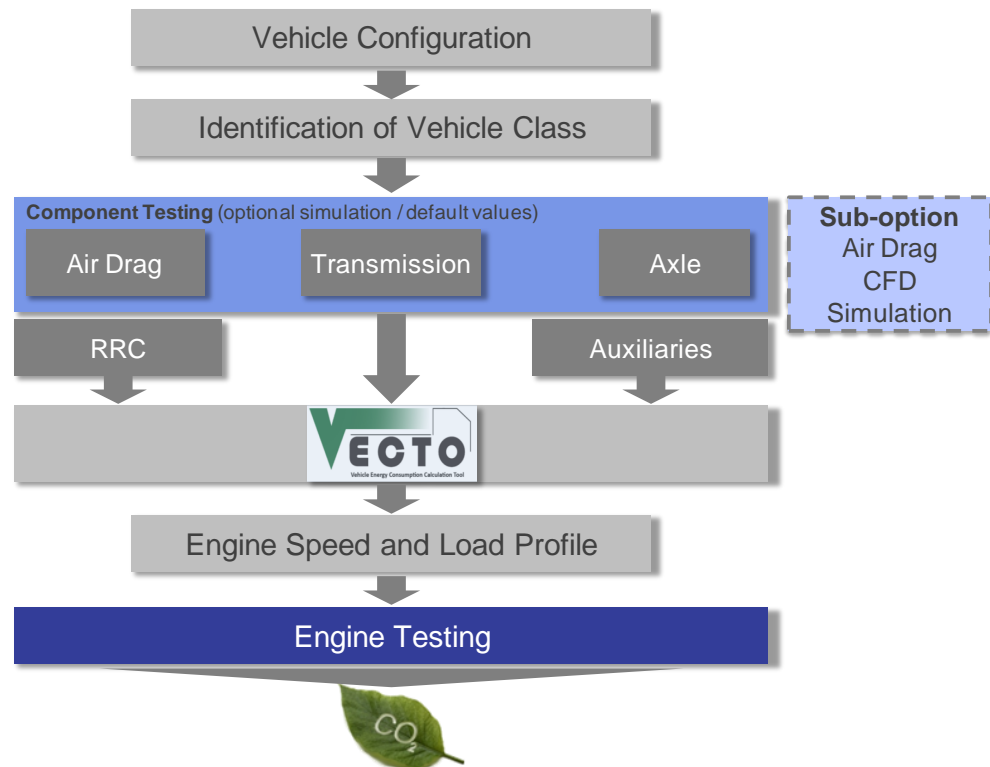 Vehicle Configuration
Identification of Vehicle Class
Component Testing (optional simulation / default values)
Air Drag
Transmission
Axle
Sub-option
Air Drag
CFD
Simulation
RRC
Auxiliaries
VECTO
Vehicle Energy Consumption Calculation Tool
Engine Speed and Load Profile
Engine Testing
CO2